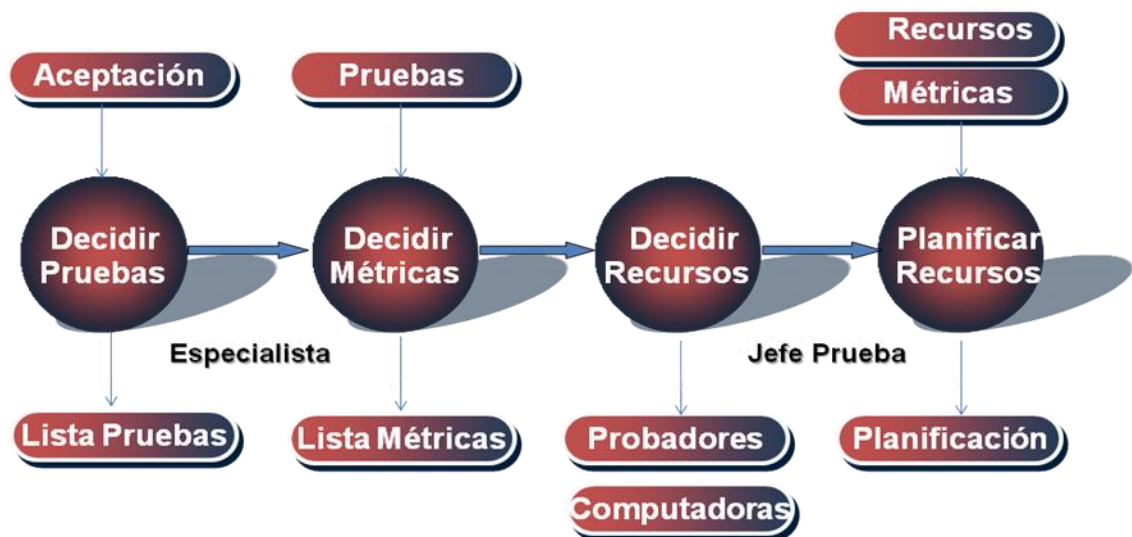 Aceptación
Pruebas
Recursos
Métricas
Decidir
Pruebas
Decidir
Métricas
Decidir
Recursos
Planificar
Recursos
Especialista
Jefe Prueba
Lista Pruebas
Lista Métricas
Probadores
Planificación
Computadoras